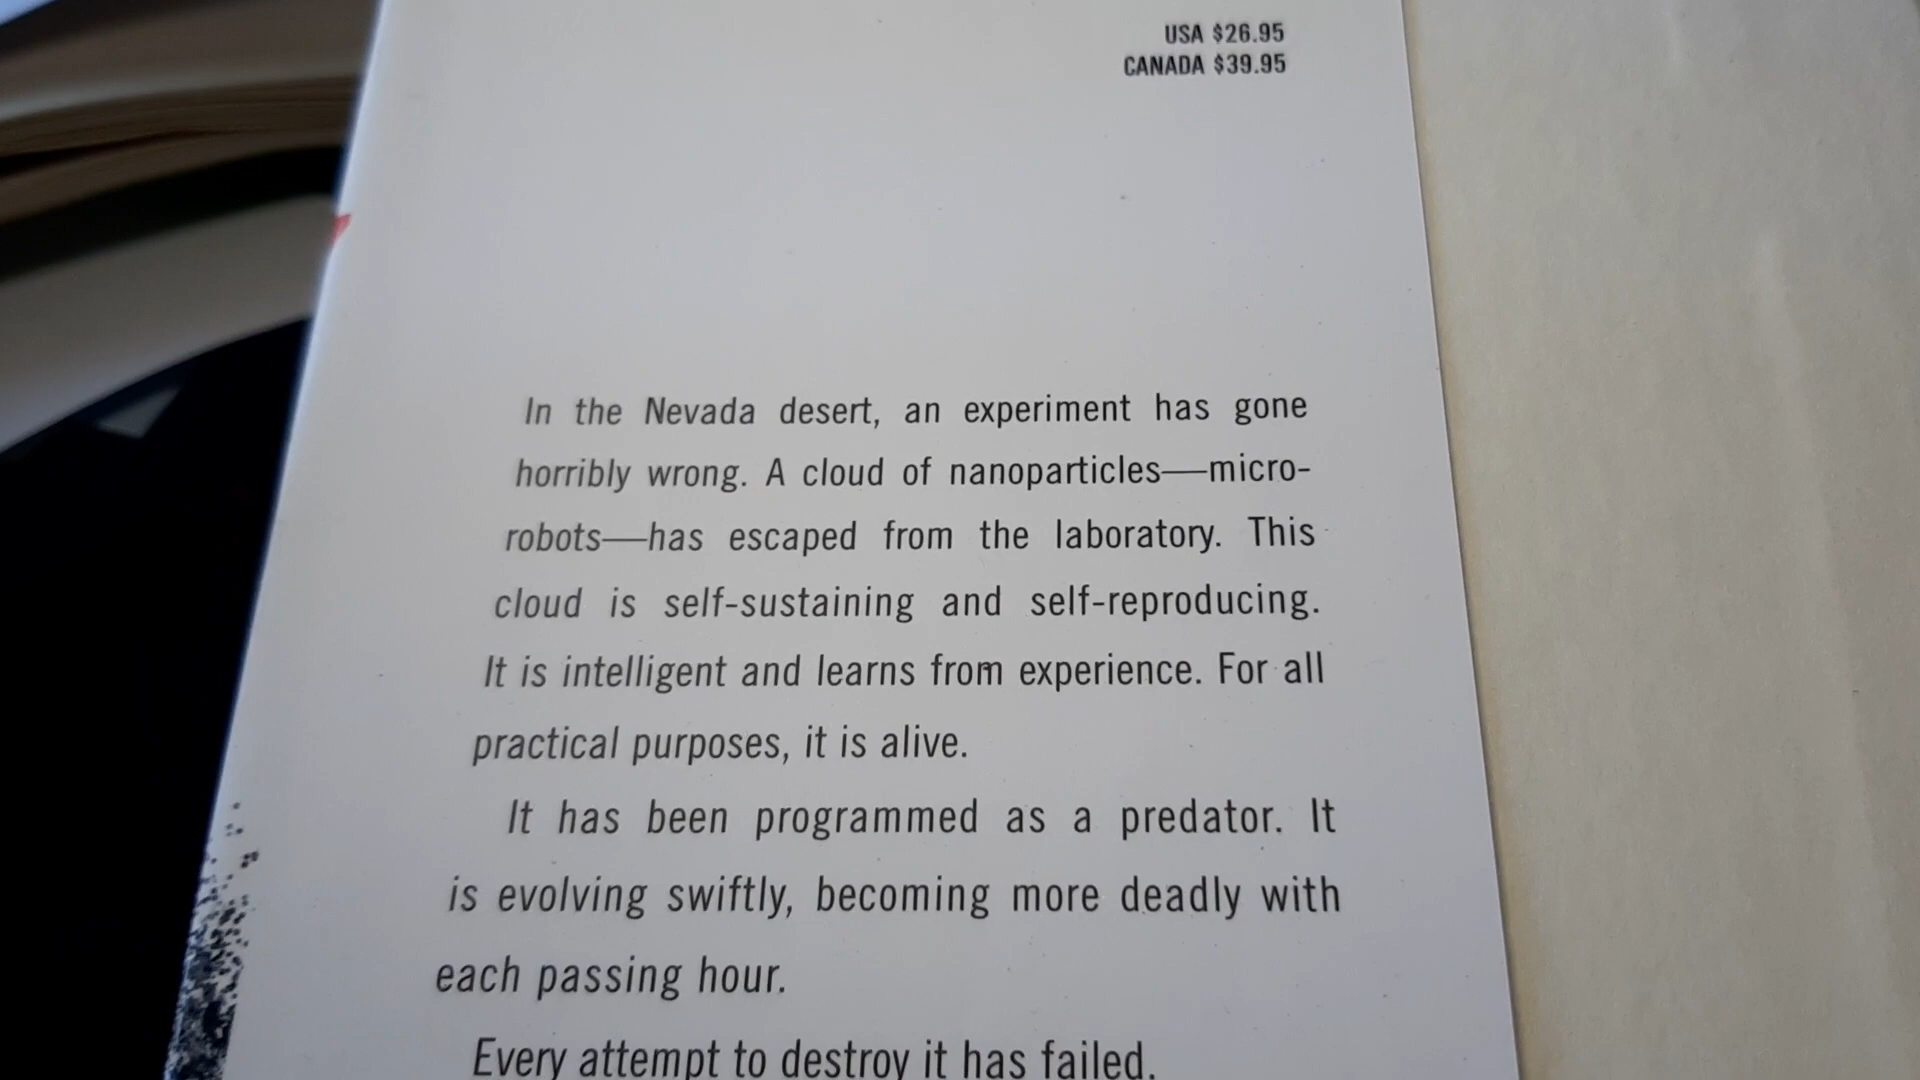 USA $26.95
CANADA $39.95
In the Nevada desert, an experiment has gone
horribly wrong. A cloud of nanoparticles—micro-
robots—has escaped from the laboratory. This
cloud is self-sustaining and self-reproducing.
It is intelligent and learns from experience. For all
practical purposes, it is alive.
It has been programmed as a predator. It
is evolving swiftly, becoming more deadly with
each passing hour.
Every attempt to destroy it has failed.